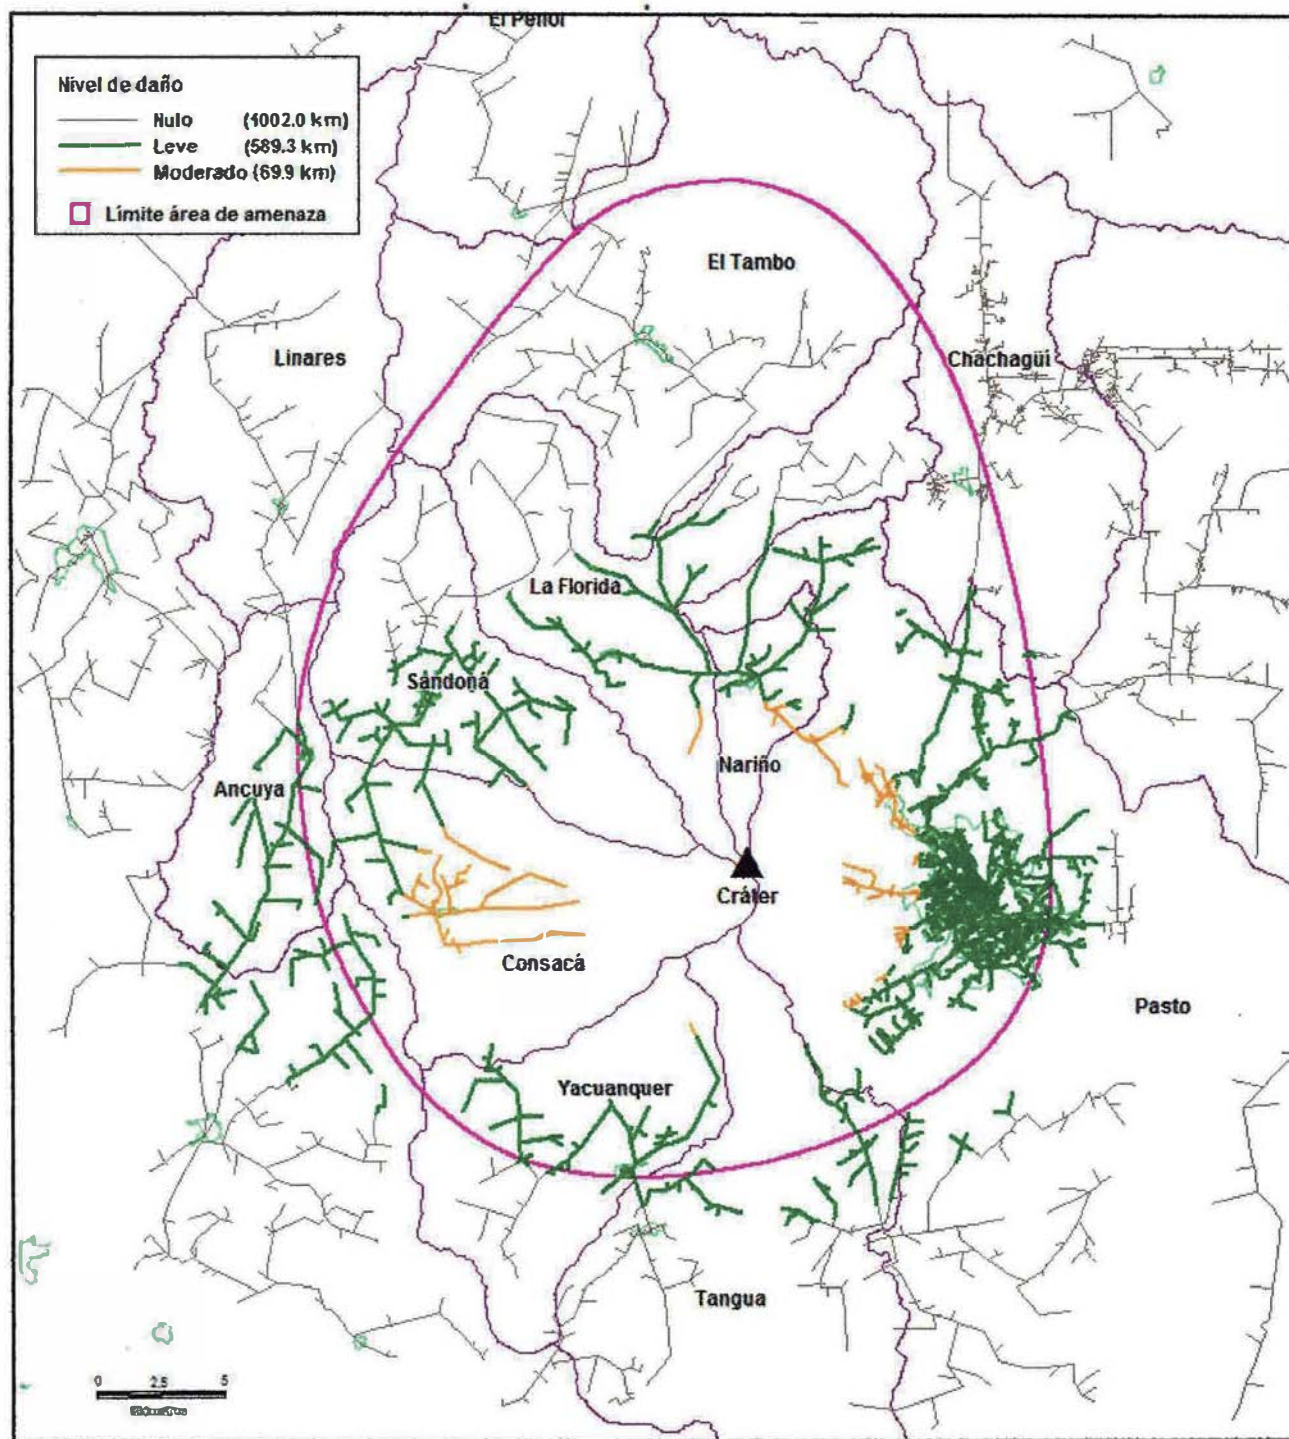 El Peñol
Nivel de daño
Nulo (1002.0 km)
Leve (589.3 km)
Moderado (69.9 km)
Límite área de amenaza
El Tambo
Linares
Chachagüi
La Florida
Sandoná
Nariño
Ancuya
Cráter
Consacá
Pasto
Yacuanquer
Tangua
0 2.5 5
Kilómetros